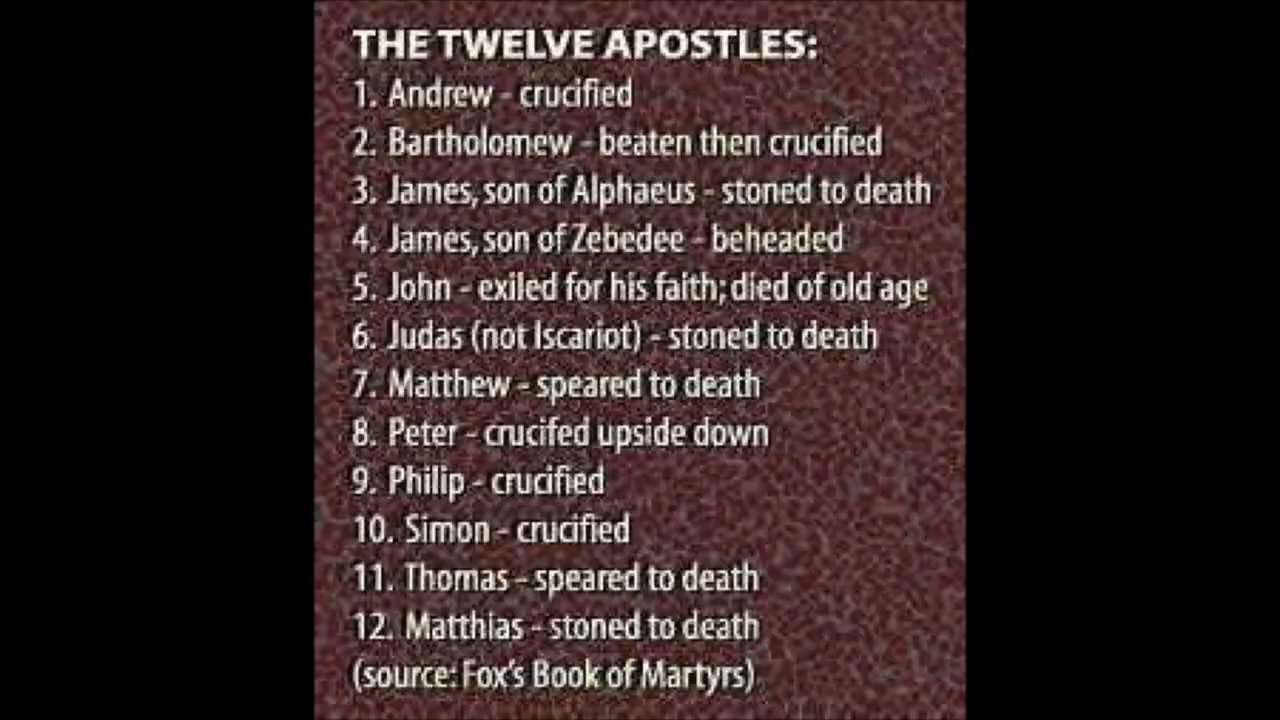 THE TWELVE APOSTLES:
1. Andrew - crucified
2. Bartholomew - beaten then crucified
3. James, son of Alphaeus - stoned to death
4. James, son of Zebedee - beheaded
5. John - exiled for his faith; died of old age
6. Judas (not Iscariot) - stoned to death
7. Matthew - speared to death
8. Peter - crucifed upside down
9. Philip - crucified
10. Simon - crucified
11. Thomas - speared to death
12. Matthias - stoned to death
(source: Fox's Book of Martyrs)